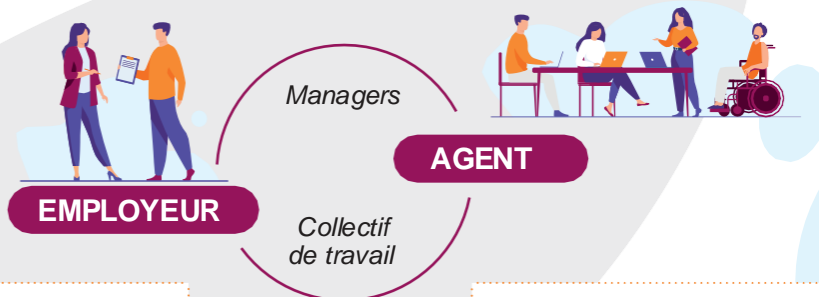 Managers
AGENT
EMPLOYEUR
Collectif
de travail